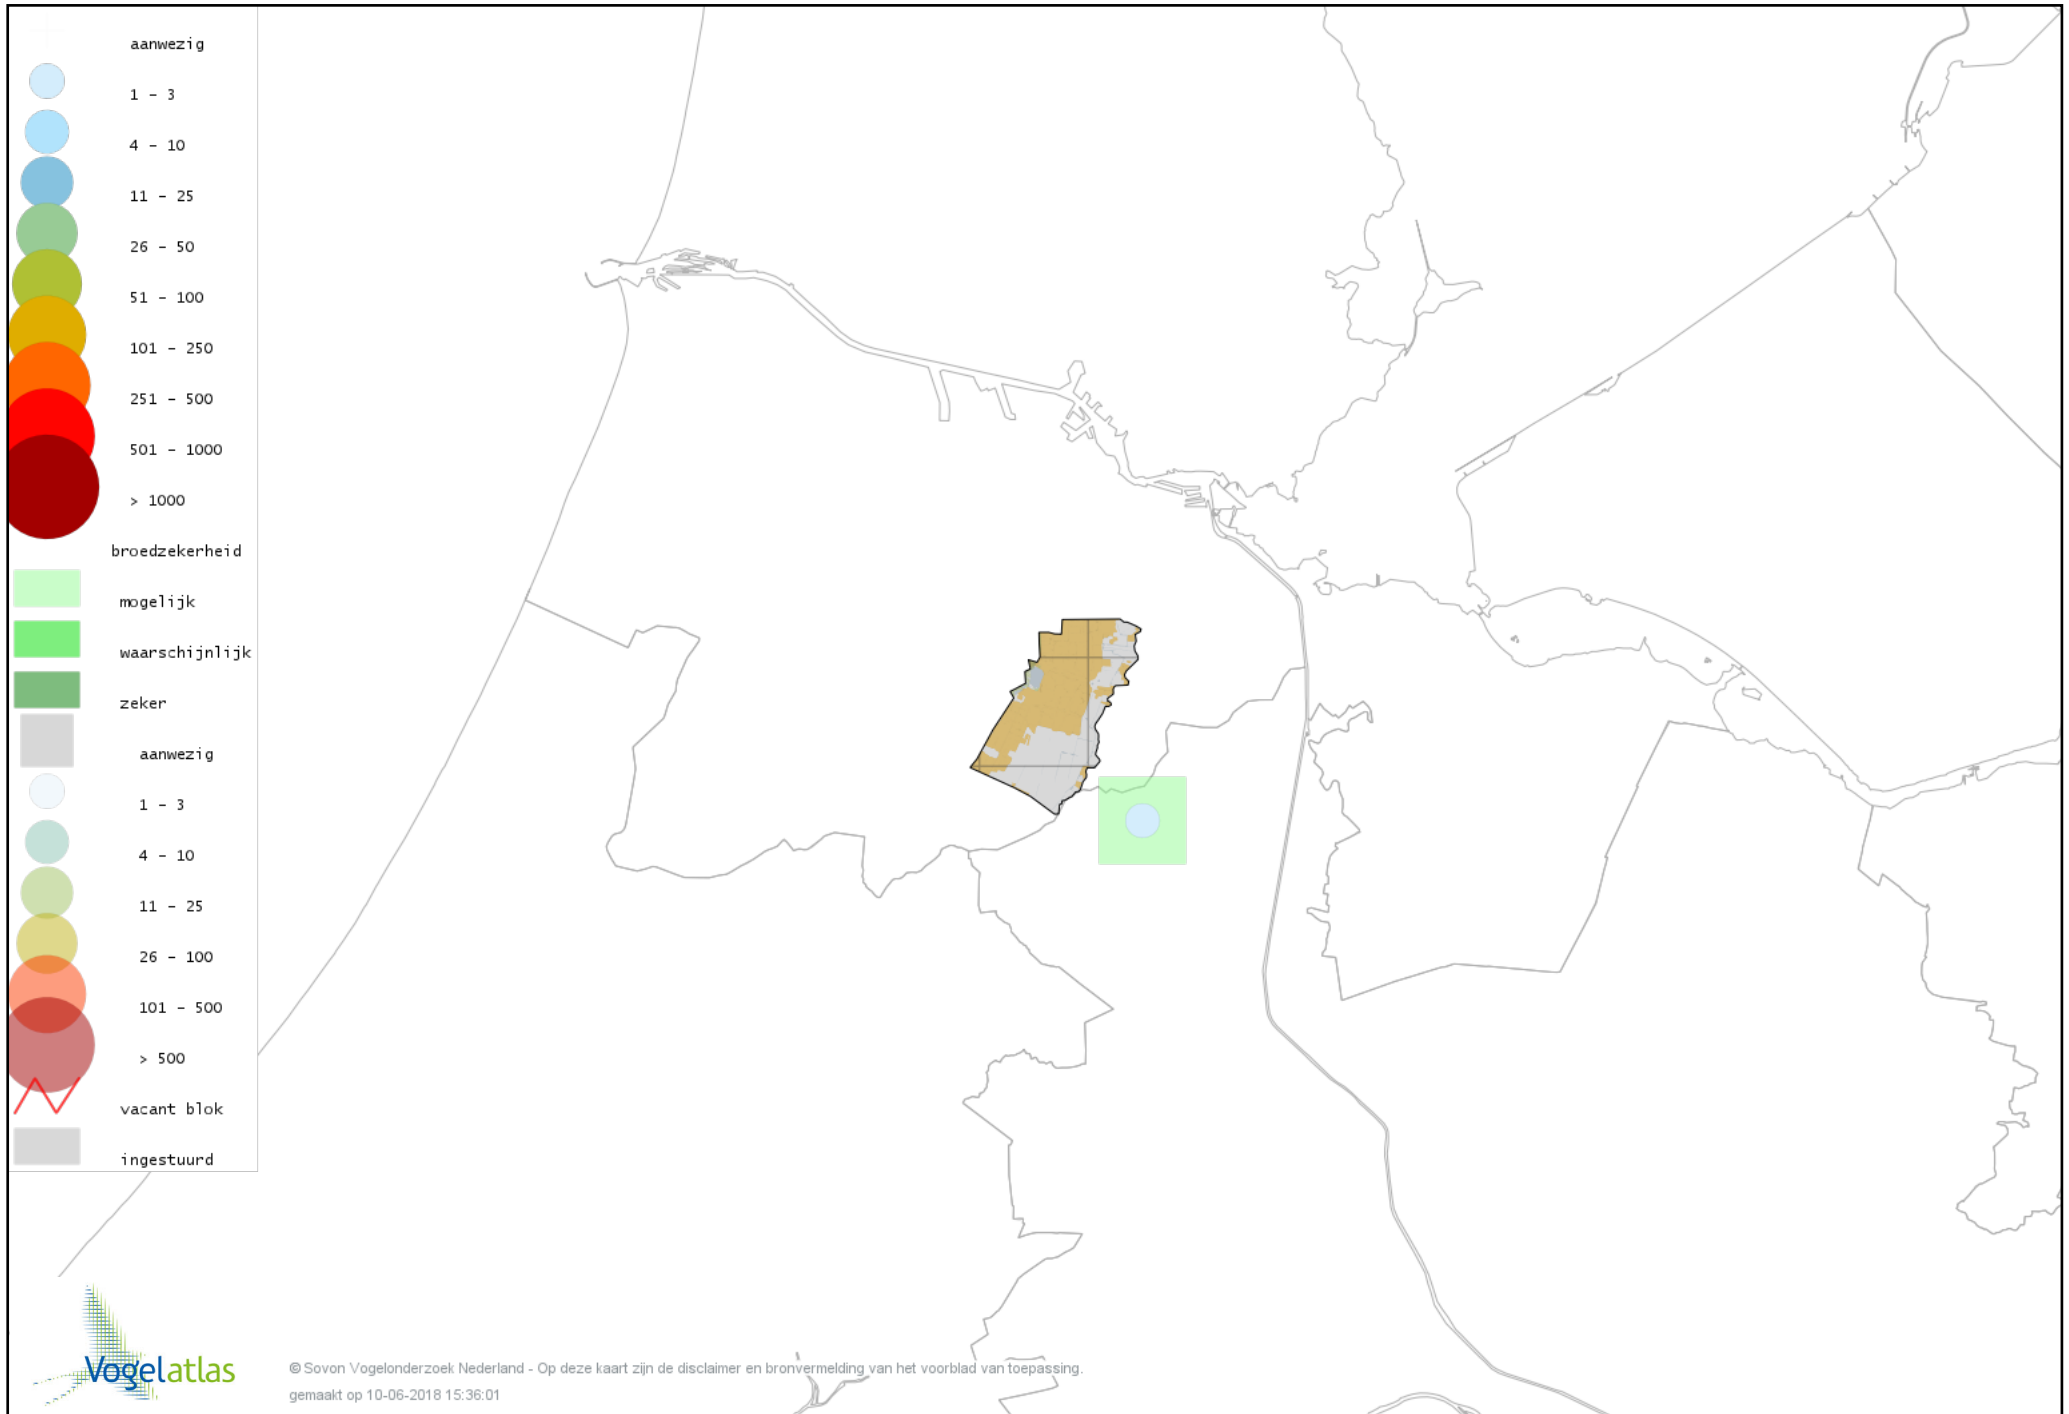 aanwezig
1 - 3
4 - 10
11 - 25
26 - 50
51 - 100
101 - 250
251 - 500
501 - 1000
> 1000
broedzekerheid
mogelijk
waarschijnlijk
zeker
aanwezig
1 - 3
4 - 10
11 - 25
26 - 100
101 - 500
> 500
vacant blok
ingestuurd
Vogelatlas
© Sovon Vogelonderzoek Nederland - Op deze kaart zijn de disclaimer en bronvermelding van het voorblad van toepassing.
gemaakt op 10-06-2018 15:36:01